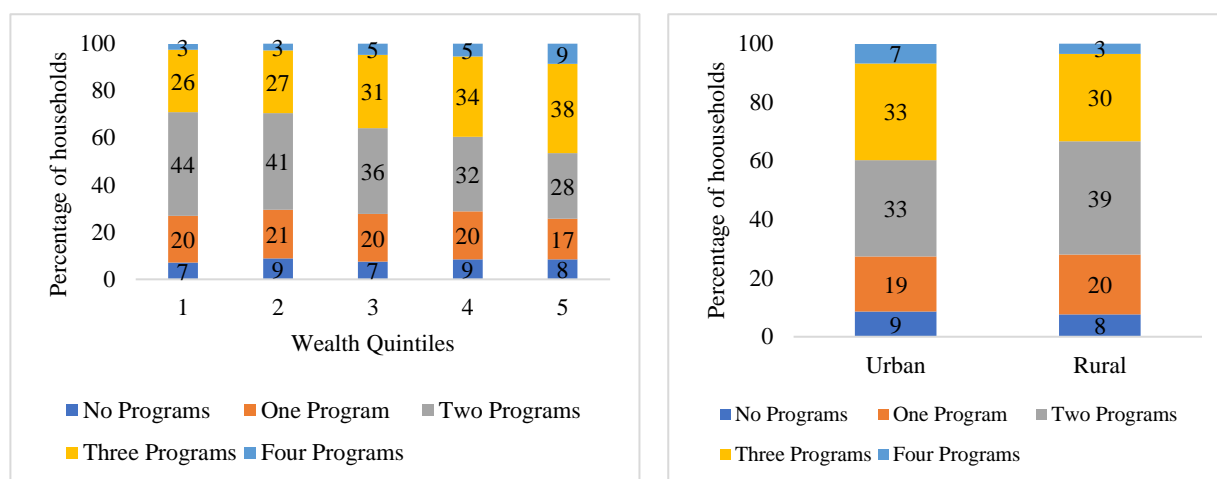 Percentage of households
100
80
60
40
20
0
3 3 5 5 9
26 27 31 34 38
44 41 36 32 28
20 21 20 20 17
7 9 7 9 8
1 2 3 4 5
Wealth Quintiles
No Programs One Program Two Programs
Three Programs Four Programs
Percentage of hoouseholds
100
80
60
40
20
0
7 3
33 30
33 39
19 20
9 8
Urban Rural
No Programs One Program Two Programs
Three Programs Four Programs